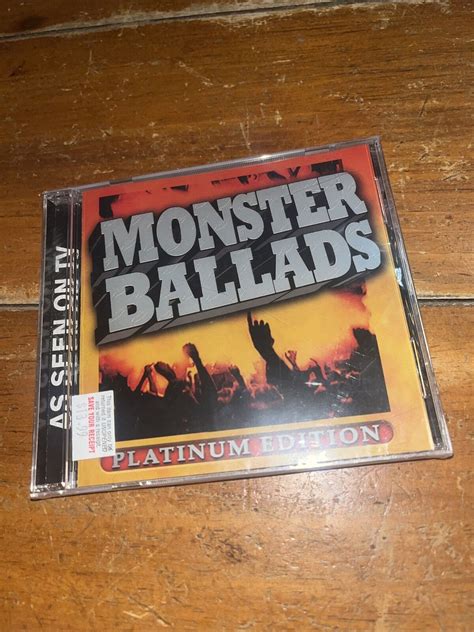 MONSTER
BALLADS
PLATINUM EDITION
AS SEEN ON TV
SAVE YOUR RECEIPT